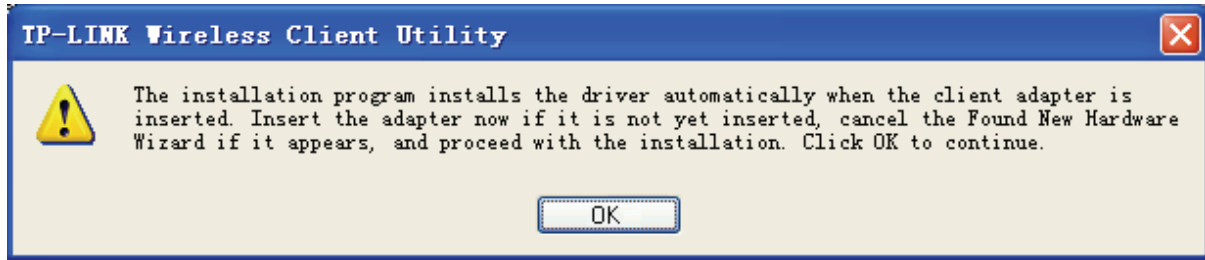 TP-LINK Wireless Client Utility
The installation program installs the driver automatically when the client adapter is
inserted. Insert the adapter now if it is not yet inserted, cancel the Found New Hardware
Wizard if it appears, and proceed with the installation. Click OK to continue.
OK